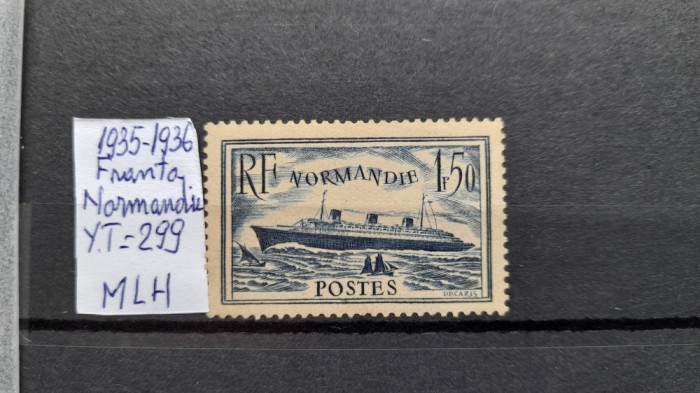 1935-1936
Franta
Normandie
Y.T=299
MLH
RF NORMANDIE 1f50
POSTES
DECARIS